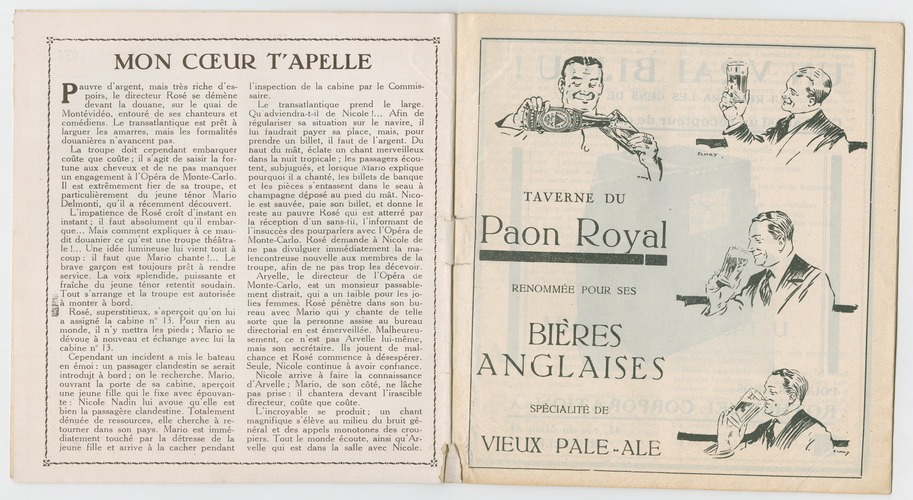 MON CŒUR T'APELLE
Pauvre d'argent, mais très riche d'es-
poirs, le directeur Rosé se démène
devant la douane, sur le quai de
Montévidéo, entouré de ses chanteurs et
comédiens. Le transatlantique est prêt à
larguer les amarres, mais les formalités
douanières n'avancent pas.
La troupe doit cependant embarquer
coûte que coûte; il s'agit de saisir la for-
tune aux cheveux et de ne pas manquer
un engagement à l'Opéra de Monte-Carlo.
Il est extrêmement fier de sa troupe, et
particulièrement du jeune ténor Mario
Delmonti, qu'il a récemment découvert.
L'impatience de Rosé croît d'instant en
instant; il faut absolument qu'il embar-
que... Mais comment expliquer à ce mau-
dit douanier ce qu'est une troupe théâtra-
le!... Une idée lumineuse lui vient tout à
coup: il faut que Mario chante!... Le
brave garçon est toujours prêt à rendre
service. La voix splendide, puissante et
fraîche du jeune ténor retentit soudain.
Tout s'arrange et la troupe est autorisée
à monter à bord.
Rosé, superstitieux, s'aperçoit qu'on lui
a assigné la cabine n° 13. Pour rien au
monde, il n'y mettra les pieds; Mario se
dévoue à nouveau et échange avec lui la
cabine n° 13.
Cependant un incident a mis le bateau
en émoi: un passager clandestin se serait
introduit à bord; on le recherche. Mario,
ouvrant la porte de sa cabine, aperçoit
une jeune fille qui le fixe avec épouvan-
te: Nicole Nadin lui avoue qu'elle est
bien la passagère clandestine. Totalement
dénuée de ressources, elle cherche à re-
tourner dans son pays. Mario est immé-
diatement touché par la détresse de la
jeune fille et arrive à la cacher pendant
l'inspection de la cabine par le Commis-
saire.
Le transatlantique prend le large.
Qu adviendra-t-il de Nicole!... Afin de
régulariser sa situation sur le navire, il
lui faudrait payer sa place, mais, pour
prendre un billet, il faut de l'argent. Du
haut du mât, éclate un chant merveilleux
dans la nuit tropicale; les passagers écou-
tent, subjugués, et lorsque Mario explique
pourquoi il a chanté, les billets de banque
et les pièces s'entassent dans le seau à
champagne déposé au pied du mât. Nico-
le est sauvée, paie son billet, et donne le
reste au pauvre Rosé qui est atterré par
la réception d'un sans-fil, l'informant de
l'insuccès des pourparlers avec l'Opéra de
Monte-Carlo. Rosé demande à Nicole de
ne pas divulguer immédiatement la ma-
lencontreuse nouvelle aux membres de la
troupe, afin de ne pas trop les décevoir.
Arvelle, le directeur de l'Opéra de
Monte-Carlo, est un monsieur passable-
ment distrait, qui a un faible pour les jo-
lies femmes. Rosé pénètre dans son bu-
reau avec Mario qui y chante de telle
sorte que la personne assise au bureau
directorial en est émerveillée. Malheureu-
sement, ce n'est pas Arvelle lui-même,
mais son secrétaire. Ils jouent de mal-
chance et Rosé commence à désespérer.
Seule, Nicole continue à avoir confiance.
Nicole arrive à faire la connaissance
d'Arvelle; Mario, de son côté, ne lâche
pas prise: il chantera devant l'irascible
directeur, coûte que coûte.
L'incroyable se produit; un chant
magnifique s'élève au milieu du bruit gé-
néral et des appels monotones des crou-
piers. Tout le monde écoute, ainsi qu'Ar-
velle qui est dans la salle avec Nicole.
TAVERNE DU
Paon Royal
RENOMMÉE POUR SES
BIÈRES
ANGLAISES
SPÉCIALITÉ DE
VIEUX PALE-ALE